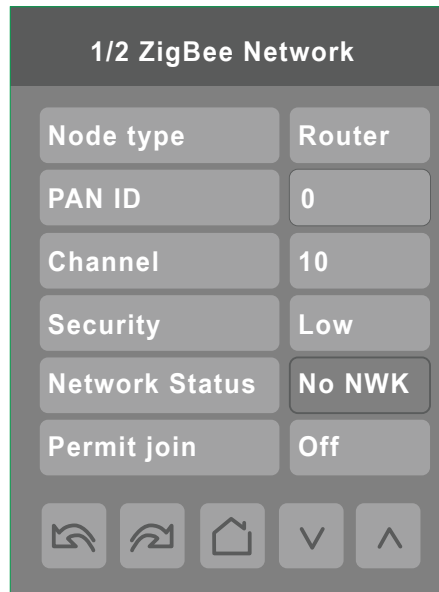 1/2 ZigBee Network
Node type Router
PAN ID 0
Channel 10
Security Low
Network Status No NWK
Permit join Off